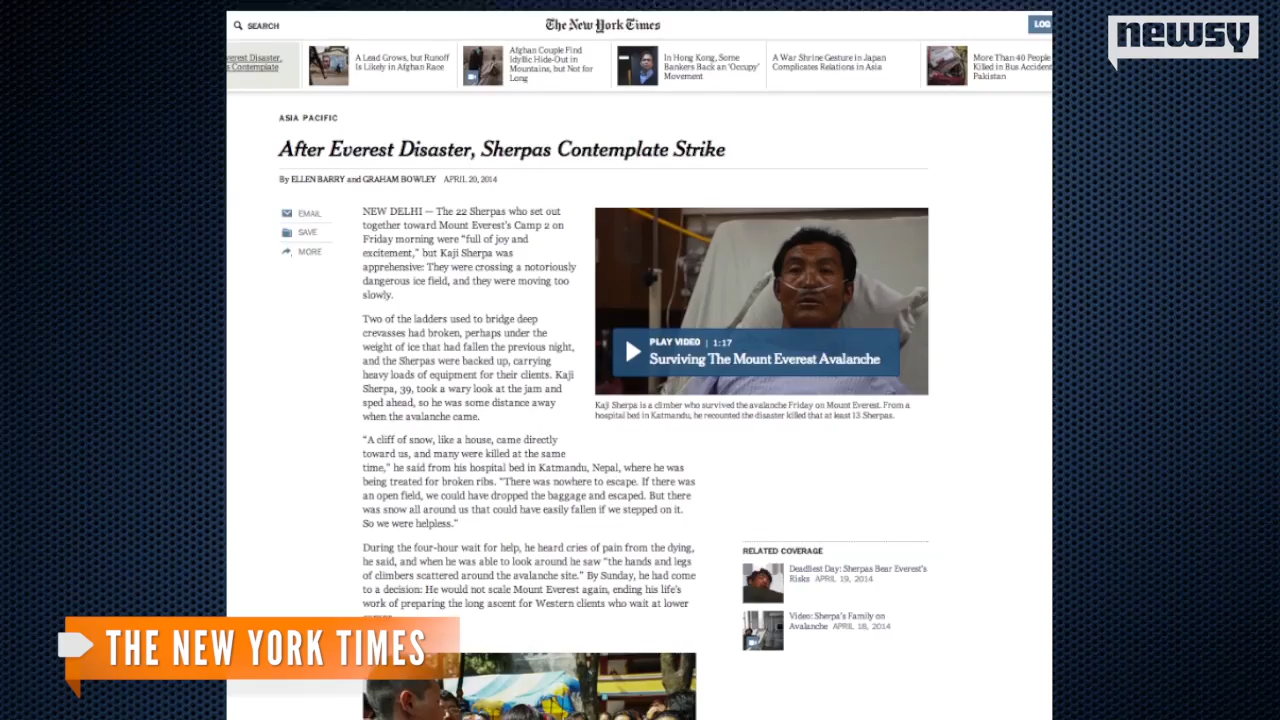 SEARCH
The New York Times
LOG
newsy
verest Disaster,
s Contemplate
A Lead Grows, but Runoff
Is Likely in Afghan Race
Afghan Couple Find
Idyllic Hide-Out in
Mountains, but Not for
Long
In Hong Kong, Some
Bankers Back an 'Occupy'
Movement
A War Shrine Gesture in Japan
Complicates Relations in Asia
More Than 40 People
Killed in Bus Accident
Pakistan
ASIA PACIFIC
After Everest Disaster, Sherpas Contemplate Strike
By ELLEN BARRY and GRAHAM BOWLEY APRIL 20, 2014
EMAIL
SAVE
MORE
NEW DELHI — The 22 Sherpas who set out
together toward Mount Everest's Camp 2 on
Friday morning were "full of joy and
excitement," but Kaji Sherpa was
apprehensive: They were crossing a notoriously
dangerous ice field, and they were moving too
slowly.
Two of the ladders used to bridge deep
crevasses had broken, perhaps under the
weight of ice that had fallen the previous night,
and the Sherpas were backed up, carrying
heavy loads of equipment for their clients. Kaji
Sherpa, 39, took a wary look at the jam and
sped ahead, so he was some distance away
when the avalanche came.
"A cliff of snow, like a house, came directly
toward us, and many were killed at the same
time," he said from his hospital bed in Katmandu, Nepal, where he was
being treated for broken ribs. "There was nowhere to escape. If there was
an open field, we could have dropped the baggage and escaped. But there
was snow all around us that could have easily fallen if we stepped on it.
So we were helpless."
During the four-hour wait for help, he heard cries of pain from the dying,
he said, and when he was able to look around he saw "the hands and legs
of climbers scattered around the avalanche site." By Sunday, he had come
to a decision: He would not scale Mount Everest again, ending his life's
work of preparing the long ascent for Western clients who wait at lower
PLAY VIDEO | 1:17
Surviving The Mount Everest Avalanche
Kaji Sherpa is a climber who survived the avalanche Friday on Mount Everest. From a
hospital bed in Katmandu, he recounted the disaster killed that at least 13 Sherpas.
RELATED COVERAGE
Deadliest Day: Sherpas Bear Everest's
Risks APRIL 19, 2014
Video: Sherpa's Family on
Avalanche APRIL 18, 2014
THE NEW YORK TIMES